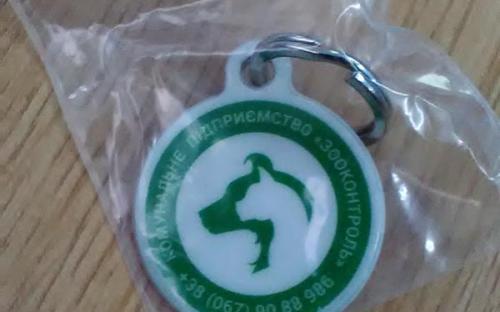 КОМУНАЛЬНЕ ПІДПРИЄМСТВО «ЗООКОНТРОЛЬ»
+38 (067) 90 88 986